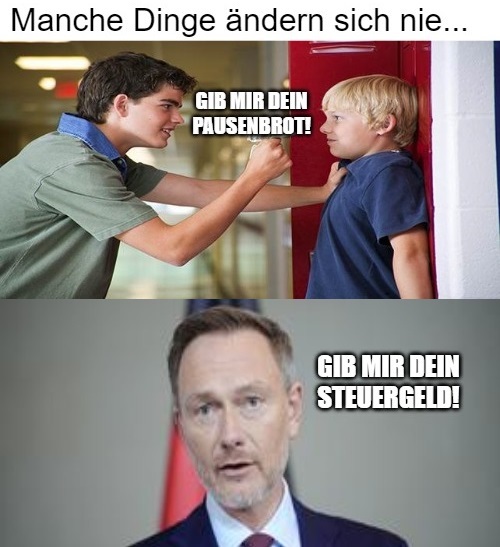 Manche Dinge ändern sich nie...
GIB MIR DEIN
PAUSENBROT!
GIB MIR DEIN
STEUERGELD!